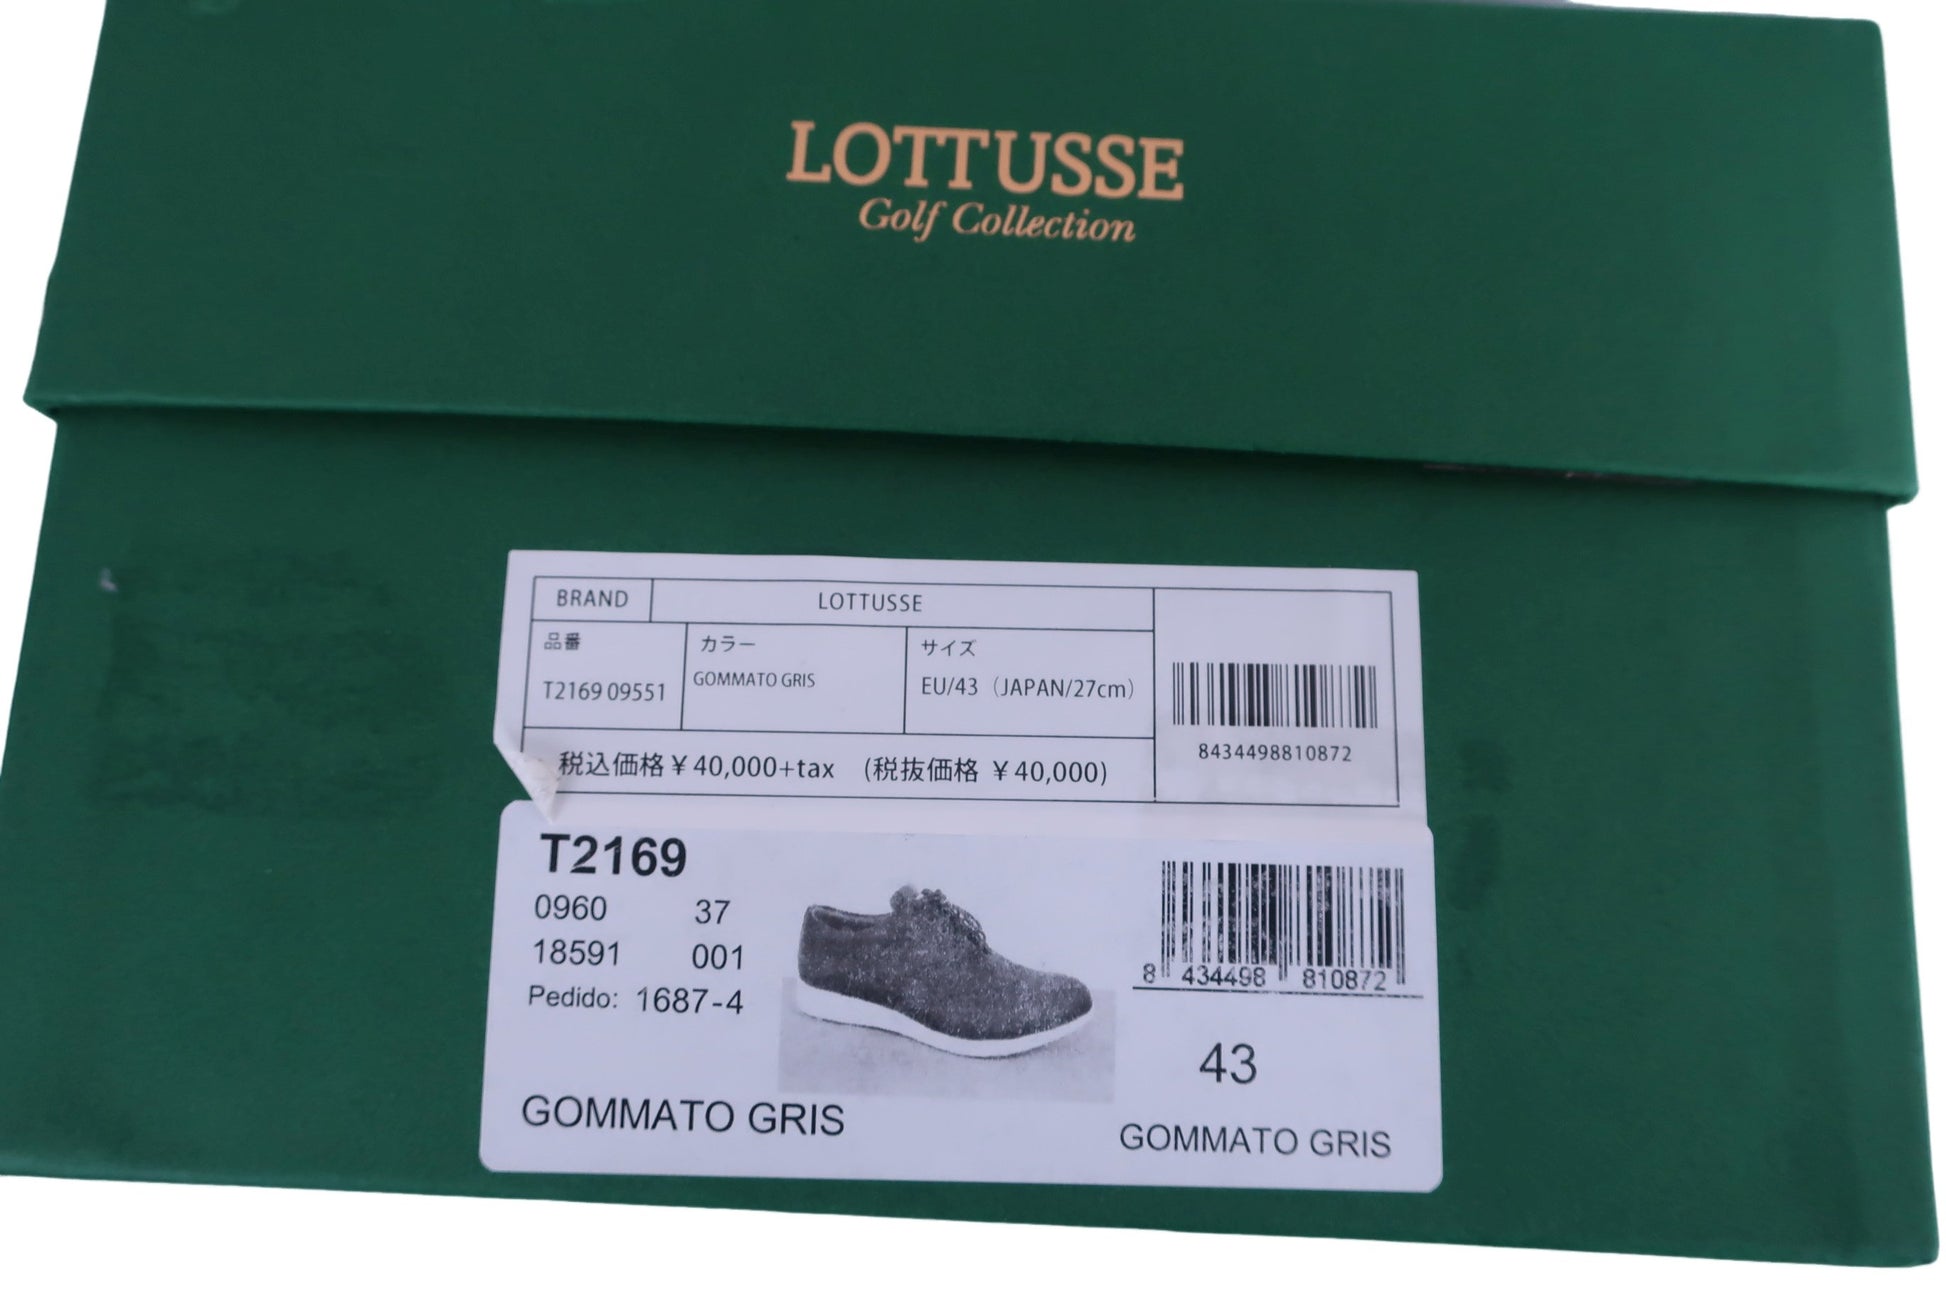 LOTTUSSE
Golf Collection
BRAND LOTTUSSE
品番 カラー サイズ
T2169 09551 GOMMATO GRIS EU/43（JAPAN/27cm）
8434498810872
税込価格￥40,000+tax (税抜価格 ￥40,000)
T2169
0960 37
18591 001
Pedido: 1687-4
8 434498 810872
43
GOMMATO GRIS
GOMMATO GRIS